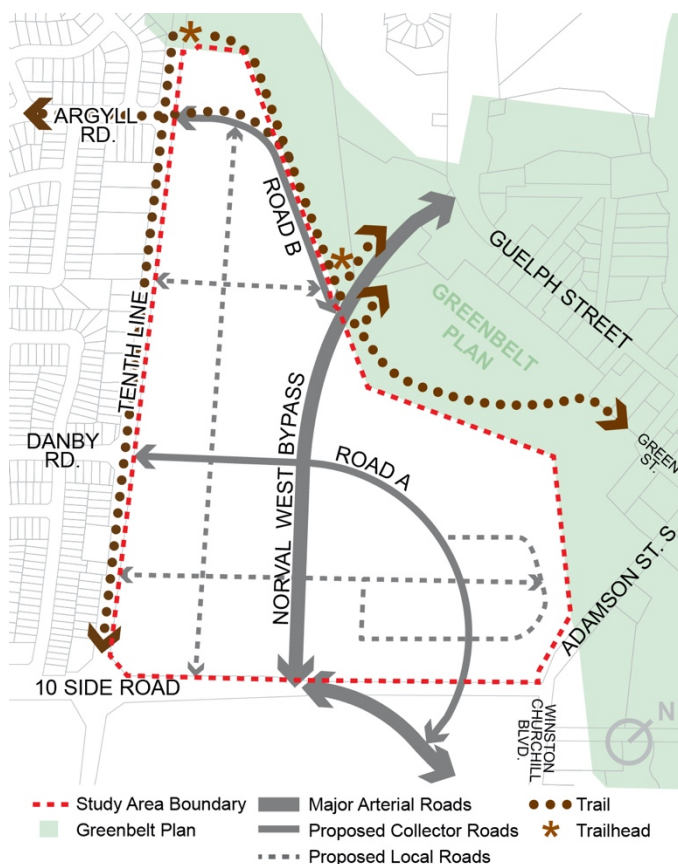 ARGYLL
RD.
ROAD B
GUELPH STREET
GREENBELT
PLAN
TENTH LINE
DANBY
RD.
NORVAL WEST BYPASS
ROAD A
GREEN
ST.
ADAMSON ST. S
10 SIDE ROAD
WINSTON
CHURCHILL
BLVD.
N
Study Area Boundary
Major Arterial Roads
Trail
Greenbelt Plan
Proposed Collector Roads
Trailhead
Proposed Local Roads